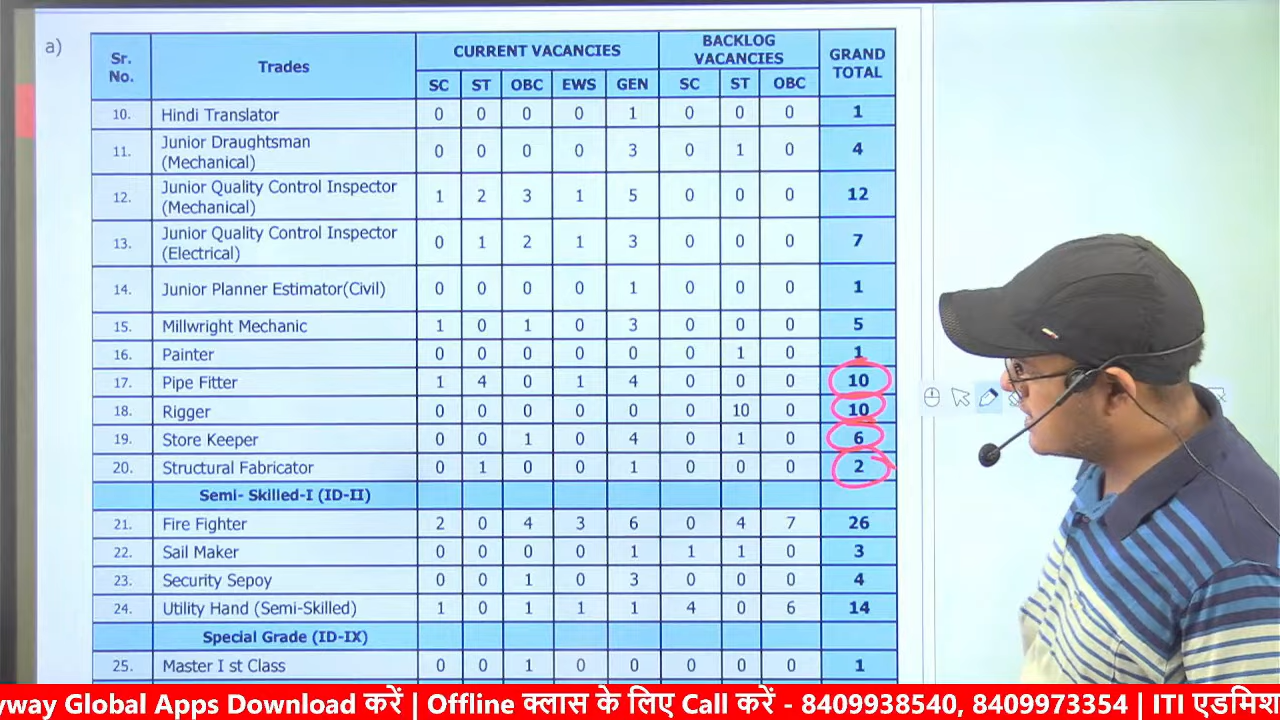 a)
Sr. No. Trades CURRENT VACANCIES BACKLOG VACANCIES GRAND TOTAL
SC ST OBC EWS GEN SC ST OBC
10. Hindi Translator 0 0 0 0 1 0 0 0 1
11. Junior Draughtsman (Mechanical) 0 0 0 0 3 0 1 0 4
12. Junior Quality Control Inspector (Mechanical) 1 2 3 1 5 0 0 0 12
13. Junior Quality Control Inspector (Electrical) 0 1 2 1 3 0 0 0 7
14. Junior Planner Estimator(Civil) 0 0 0 0 1 0 0 0 1
15. Millwright Mechanic 1 0 1 0 3 0 0 0 5
16. Painter 0 0 0 0 0 0 1 0 1
17. Pipe Fitter 1 4 0 1 4 0 0 0 10
18. Rigger 0 0 0 0 0 0 10 0 10
19. Store Keeper 0 0 1 0 4 0 1 0 6
20. Structural Fabricator 0 1 0 0 1 0 0 0 2
Semi- Skilled-I (ID-II)
21. Fire Fighter 2 0 4 3 6 0 4 7 26
22. Sail Maker 0 0 0 0 1 1 1 0 3
23. Security Sepoy 0 0 1 0 3 0 0 0 4
24. Utility Hand (Semi-Skilled) 1 0 1 1 1 4 0 6 14
Special Grade (ID-IX)
25. Master I st Class 0 0 1 0 0 0 0 0 1
yway Global Apps Download करें | Offline क्लास के लिए Call करें - 8409938540, 8409973354 | ITI एडमिश